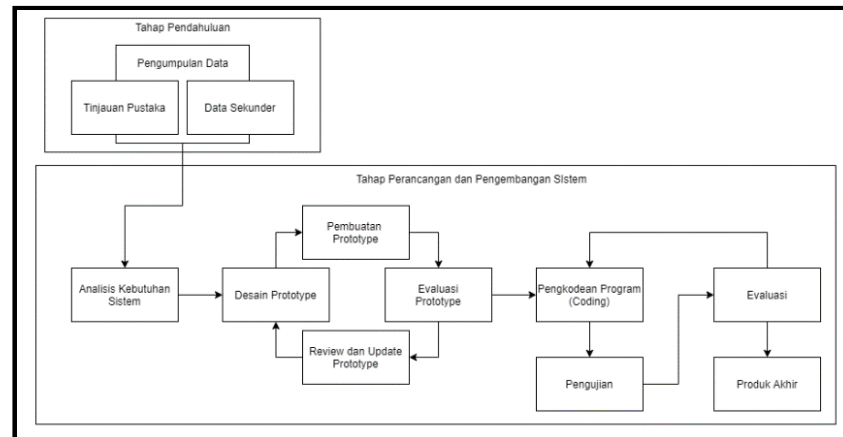 Tahap Pendahuluan
Pengumpulan Data
Tinjauan Pustaka
Data Sekunder
Tahap Perancangan dan Pengembangan SIstem
Pembuatan
Prototype
Analisis Kebutuhan
Sistem
Desain Prototype
Evaluasi
Prototype
Pengkodean Program
(Coding)
Evaluasi
Review dan Update
Prototype
Pengujian
Produk Akhir